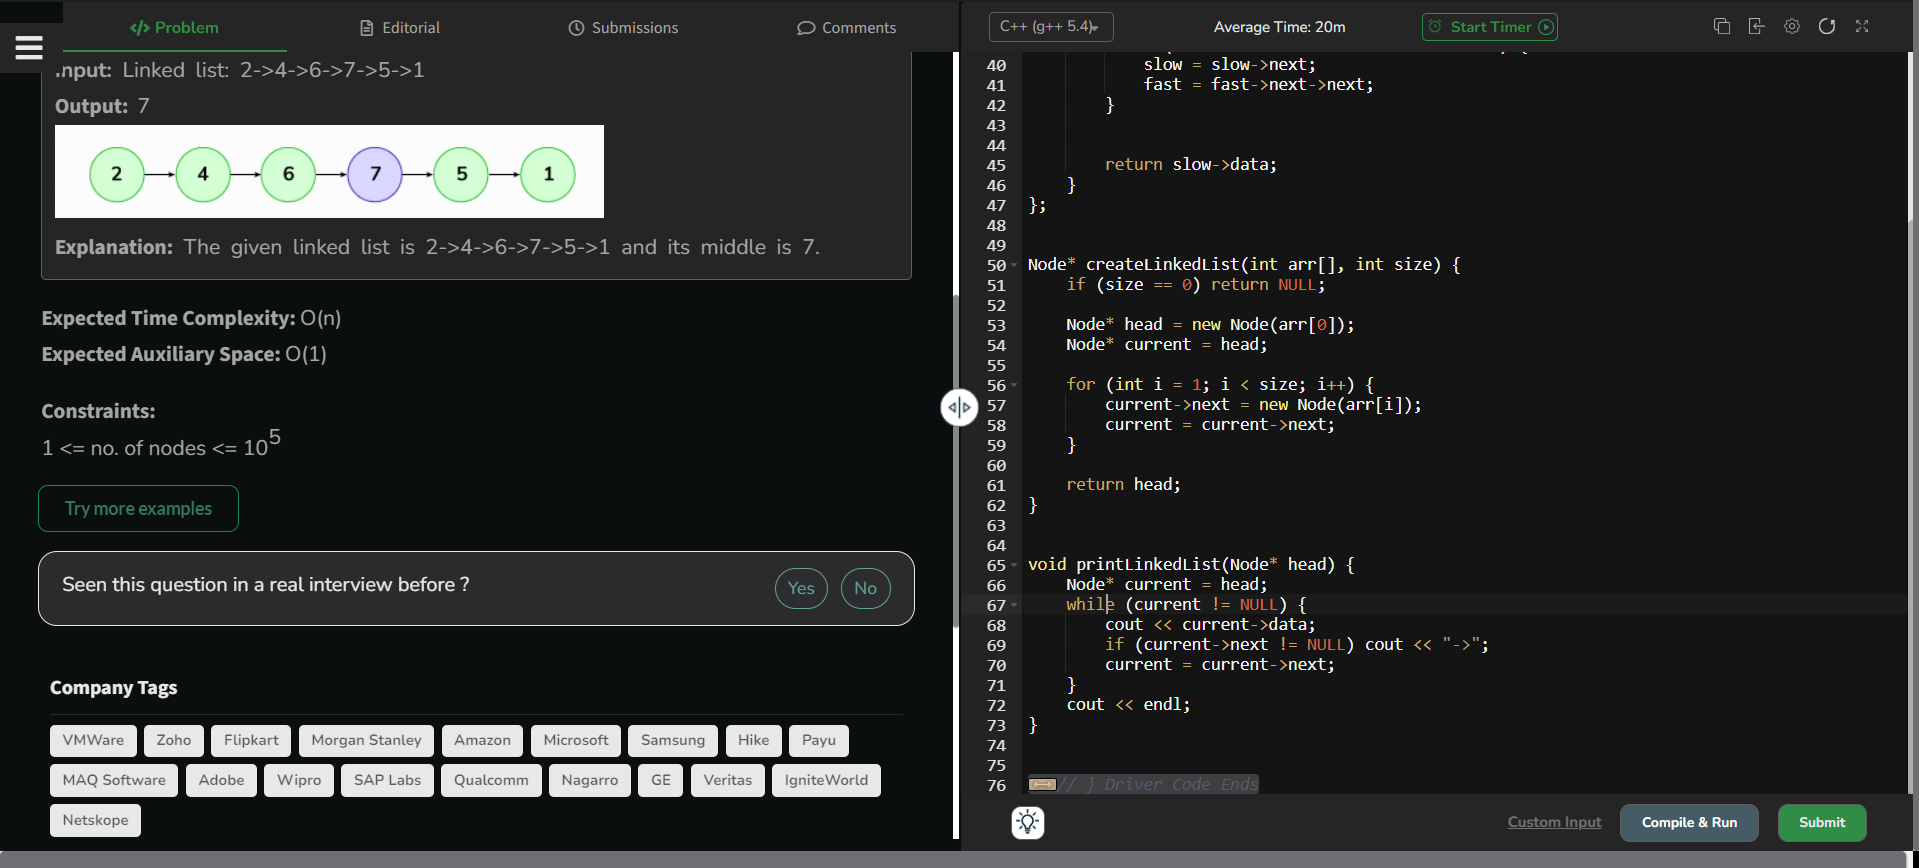 Problem
Editorial
Submissions
Comments
C++ (g++ 5.4)
Average Time: 20m
Start Timer
Input: Linked list: 2->4->6->7->5->1
Output: 7
2 4 6 7 5 1
Explanation: The given linked list is 2->4->6->7->5->1 and its middle is 7.
Expected Time Complexity: O(n)
Expected Auxiliary Space: O(1)
Constraints:
1 <= no. of nodes <= 10^5
Try more examples
Seen this question in a real interview before ?
Yes No
Company Tags
VMWare Zoho Flipkart Morgan Stanley Amazon Microsoft Samsung Hike Payu
MAQ Software Adobe Wipro SAP Labs Qualcomm Nagarro GE Veritas IgniteWorld
Netskope
40 slow = slow->next;
41 fast = fast->next->next;
42 }
43
44
45 return slow->data;
46 }
47 };
48
49
50 Node* createLinkedList(int arr[], int size) {
51 if (size == 0) return NULL;
52
53 Node* head = new Node(arr[0]);
54 Node* current = head;
55
56 for (int i = 1; i < size; i++) {
57 current->next = new Node(arr[i]);
58 current = current->next;
59 }
60
61 return head;
62 }
63
64
65 void printLinkedList(Node* head) {
66 Node* current = head;
67 while (current != NULL) {
68 cout << current->data;
69 if (current->next != NULL) cout << "->";
70 current = current->next;
71 }
72 cout << endl;
73 }
74
75
76 // } Driver Code Ends
Custom Input
Compile & Run
Submit